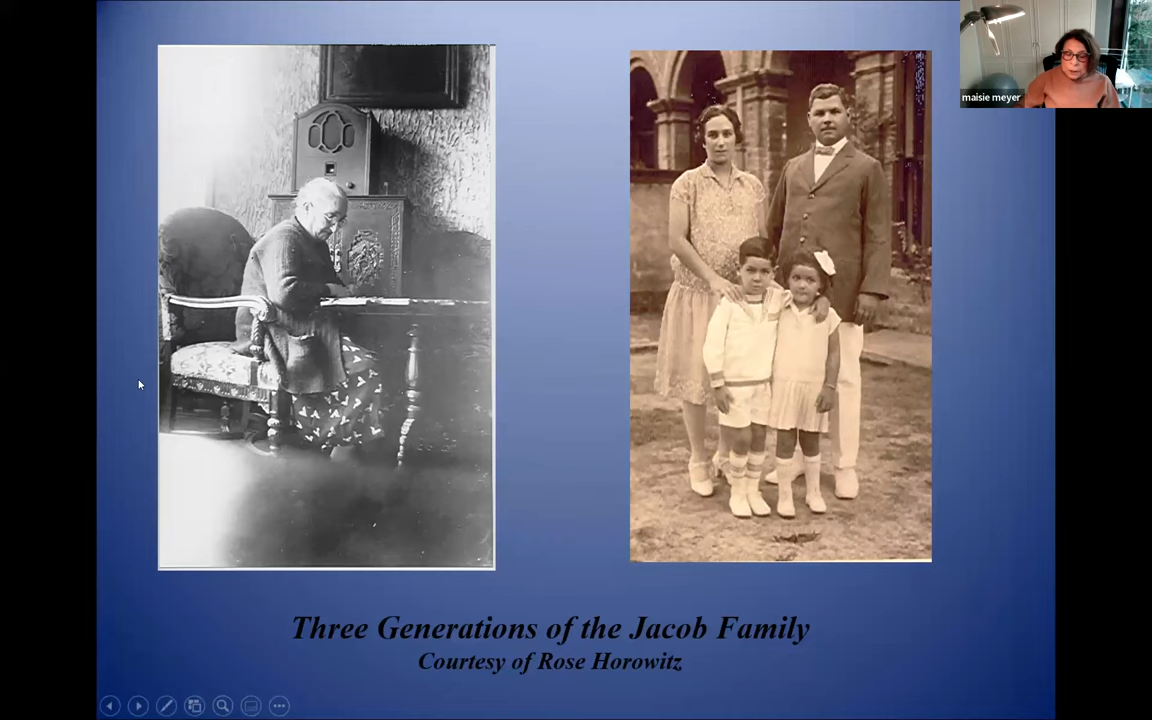 maisie meyer
Three Generations of the Jacob Family
Courtesy of Rose Horowitz